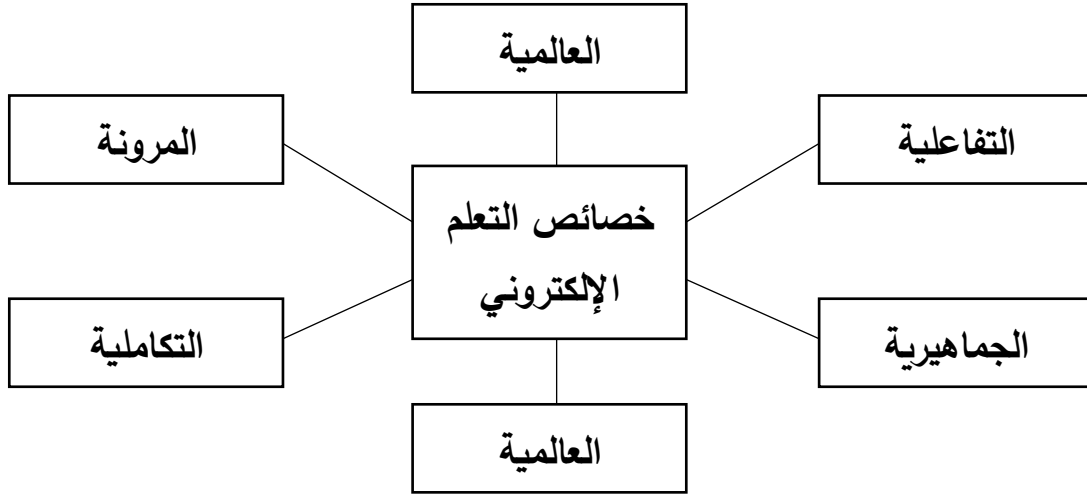 العالمية
التفاعلية
المرونة
خصائص التعلم
الإلكتروني
الجماهيرية
التكاملية
العالمية